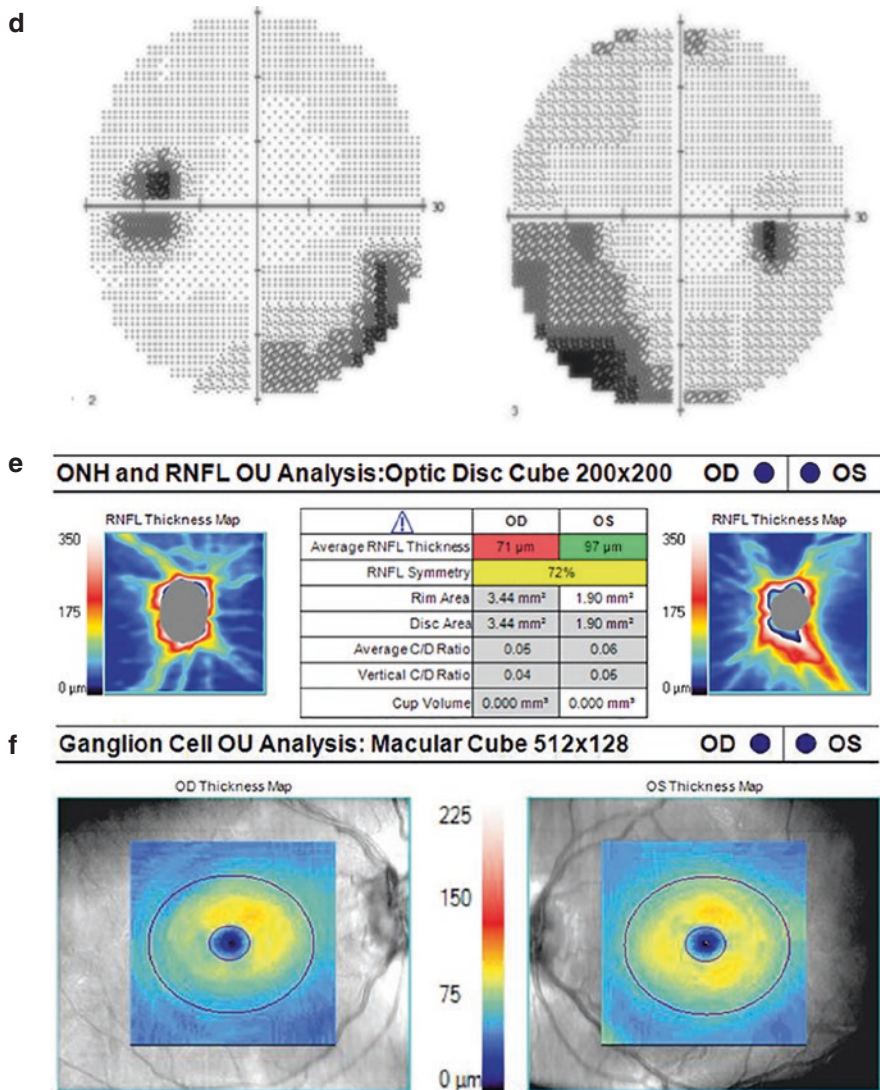 d
30
30
2
3
e
ONH and RNFL OU Analysis:Optic Disc Cube 200x200 OD OS
RNFL Thickness Map
350
175
0 µm
OD OS
Average RNFL Thickness 71 µm 97 µm
RNFL Symmetry 72%
Rim Area 3.44 mm² 1.90 mm²
Disc Area 3.44 mm² 1.90 mm²
Average C/D Ratio 0.05 0.06
Vertical C/D Ratio 0.04 0.05
Cup Volume 0.000 mm³ 0.000 mm³
RNFL Thickness Map
350
175
0 µm
f
Ganglion Cell OU Analysis: Macular Cube 512x128 OD OS
OD Thickness Map
225
150
75
0 µm
OS Thickness Map